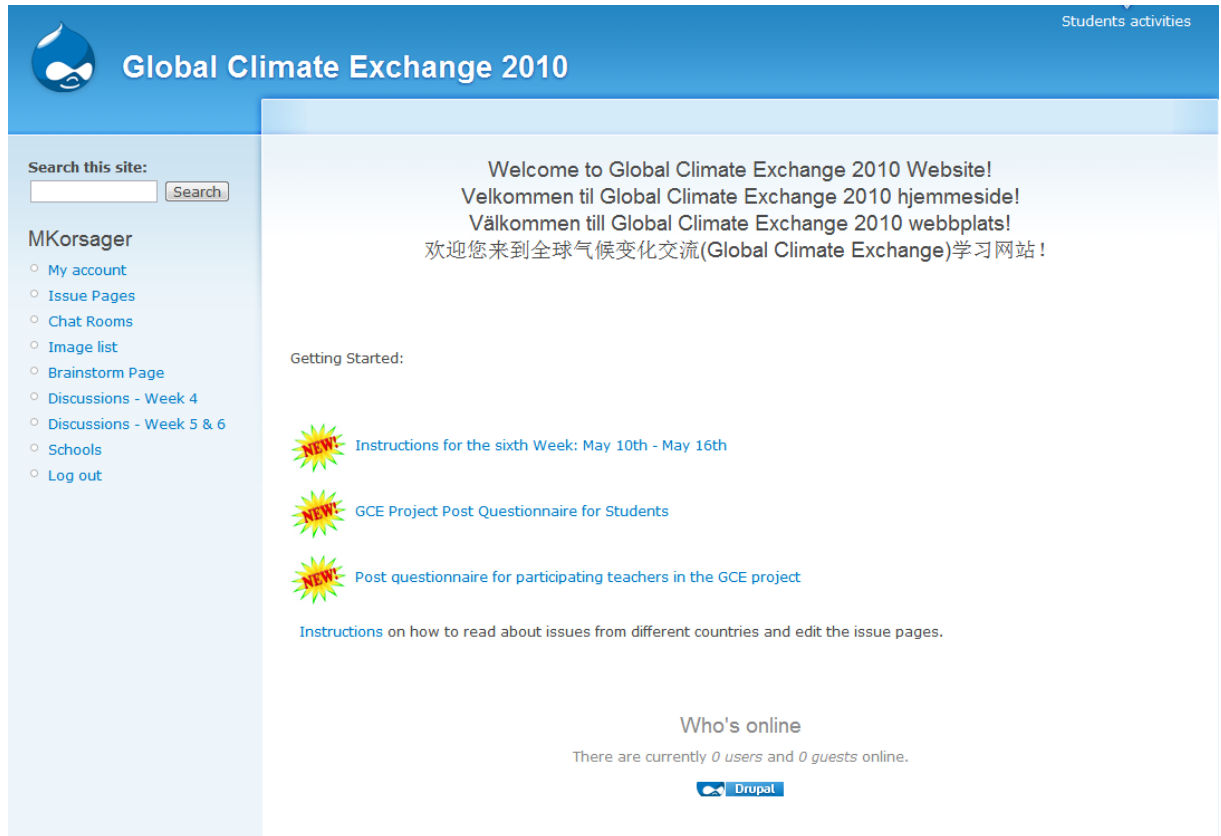 Students activities
Global Climate Exchange 2010
Search this site:
Search
MKorsager
My account
Issue Pages
Chat Rooms
Image list
Brainstorm Page
Discussions - Week 4
Discussions - Week 5 & 6
Schools
Log out
Welcome to Global Climate Exchange 2010 Website!
Velkommen til Global Climate Exchange 2010 hjemmeside!
Välkommen till Global Climate Exchange 2010 webbplats!
欢迎您来到全球气候变化交流(Global Climate Exchange)学习网站!
Getting Started:
NEW! Instructions for the sixth Week: May 10th - May 16th
NEW! GCE Project Post Questionnaire for Students
NEW! Post questionnaire for participating teachers in the GCE project
Instructions on how to read about issues from different countries and edit the issue pages.
Who's online
There are currently 0 users and 0 guests online.
Drupal